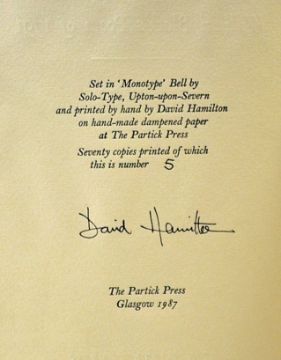 Set in ‘Monotype’ Bell by
Solo-Type, Upton-upon-Severn
and printed by hand by David Hamilton
on hand-made dampened paper
at The Partick Press
Seventy copies printed of which
this is number 5
David Hamilton
The Partick Press
Glasgow 1987